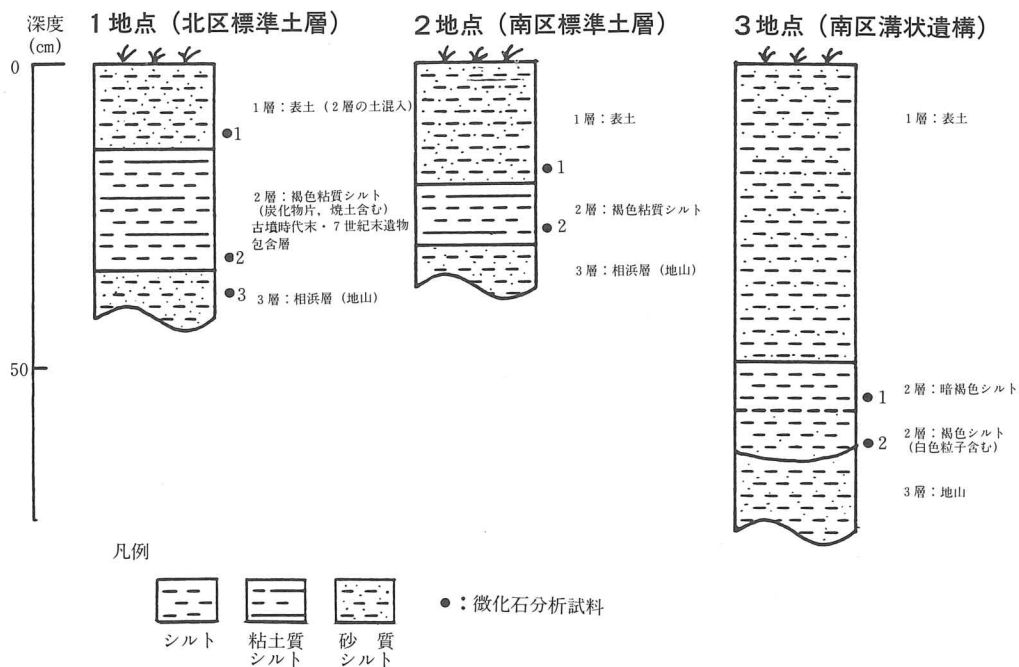 深度
(cm)
1地点（北区標準土層）
2地点（南区標準土層）
3地点（南区溝状遺構）
0
50
1層：表土（2層の土混入）
1
2層：褐色粘質シルト
（炭化物片，焼土含む）
古墳時代末・7世紀末遺物
包含層
2
3
3層：相浜層（地山）
1層：表土
1
2層：褐色粘質シルト
2
3層：相浜層（地山）
1層：表土
1
2層：暗褐色シルト
2
2層：褐色シルト
（白色粒子含む）
3層：地山
凡例
シルト
粘土質
シルト
砂　質
シルト
●：微化石分析試料